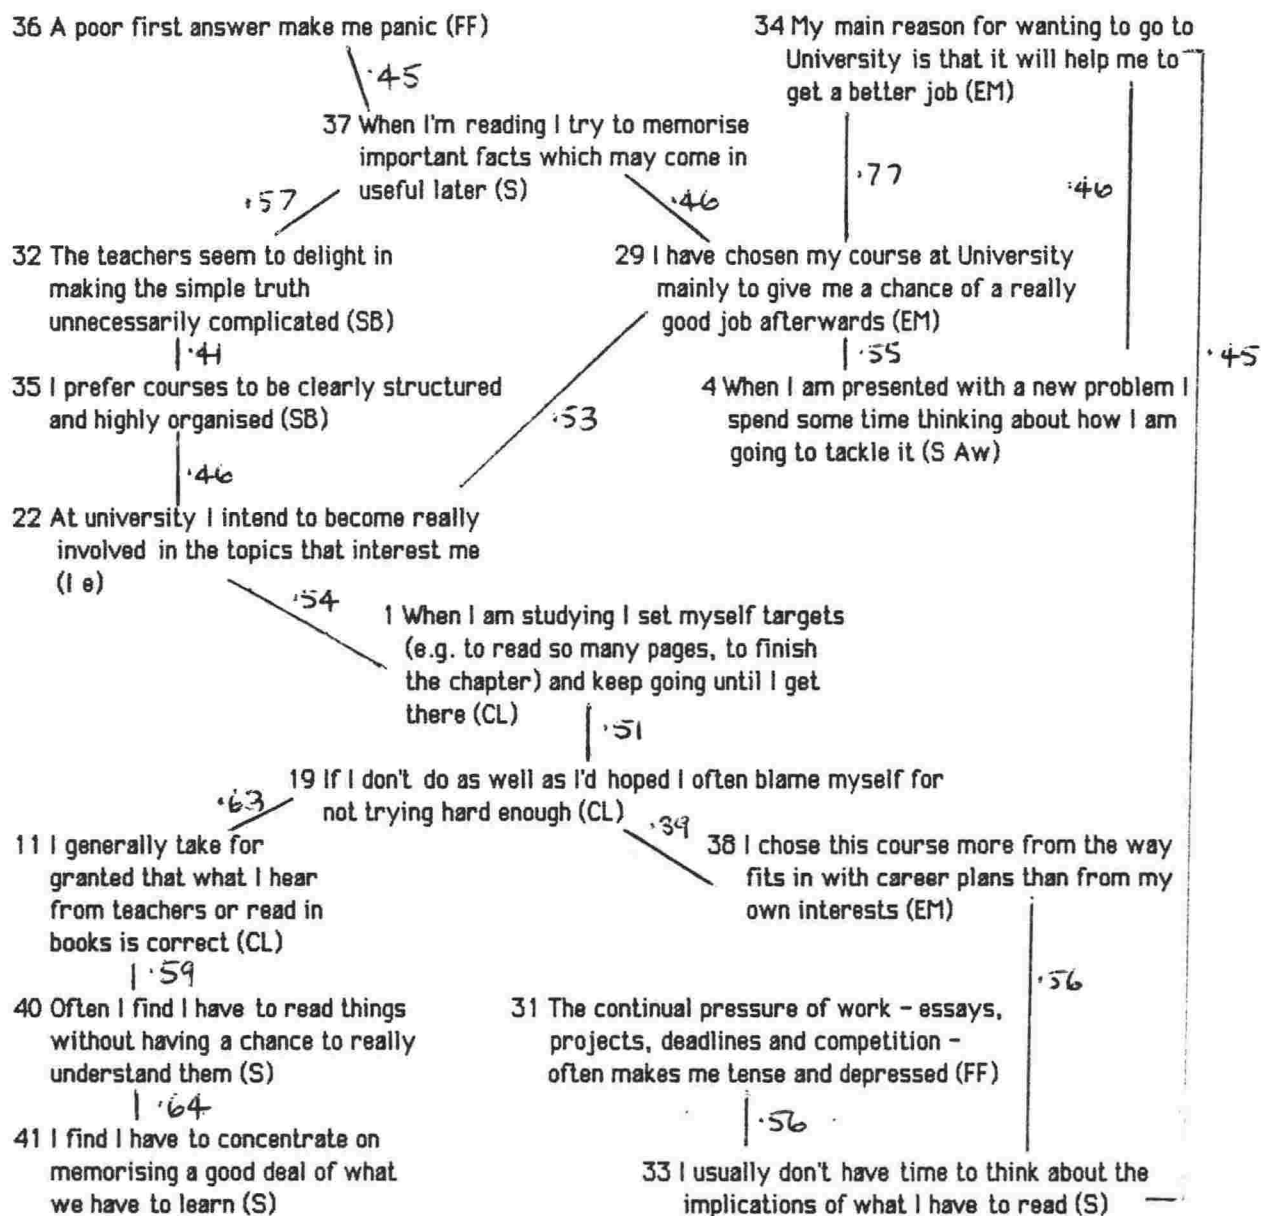 36 A poor first answer make me panic (FF)
34 My main reason for wanting to go to
University is that it will help me to
get a better job (EM)
.45
37 When I'm reading I try to memorise
important facts which may come in
useful later (S)
.77
.46
.57
.46
32 The teachers seem to delight in
making the simple truth
unnecessarily complicated (SB)
29 I have chosen my course at University
mainly to give me a chance of a really
good job afterwards (EM)
.41
.55
.45
35 I prefer courses to be clearly structured
and highly organised (SB)
4 When I am presented with a new problem I
spend some time thinking about how I am
going to tackle it (S Aw)
.53
.46
22 At university I intend to become really
involved in the topics that interest me
(I e)
.54
1 When I am studying I set myself targets
(e.g. to read so many pages, to finish
the chapter) and keep going until I get
there (CL)
.51
19 If I don't do as well as I'd hoped I often blame myself for
not trying hard enough (CL)
.63
.39
11 I generally take for
granted that what I hear
from teachers or read in
books is correct (CL)
38 I chose this course more from the way
fits in with career plans than from my
own interests (EM)
.59
.56
40 Often I find I have to read things
without having a chance to really
understand them (S)
31 The continual pressure of work - essays,
projects, deadlines and competition -
often makes me tense and depressed (FF)
.64
.56
41 I find I have to concentrate on
memorising a good deal of what
we have to learn (S)
33 I usually don't have time to think about the
implications of what I have to read (S)